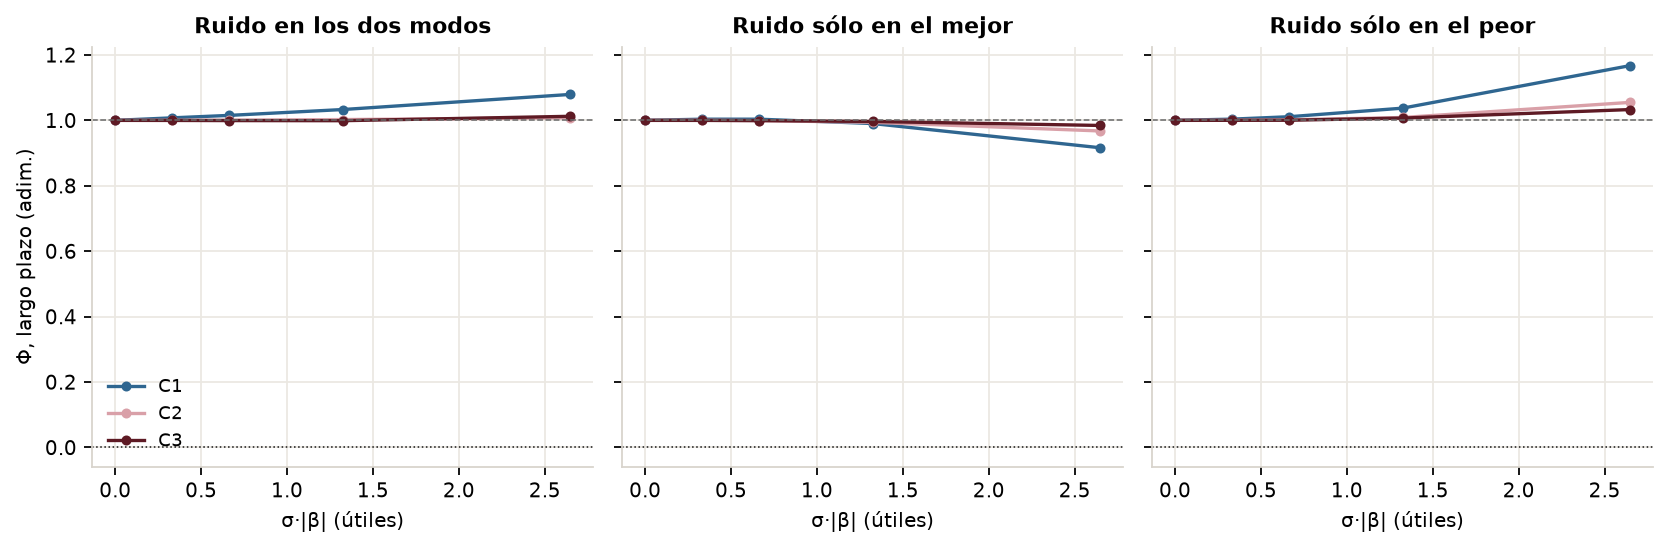 Ruido en los dos modos
Ruido sólo en el mejor
Ruido sólo en el peor
Φ, largo plazo (adim.)
1.2
1.0
0.8
0.6
0.4
0.2
0.0
C1
C2
C3
0.0 0.5 1.0 1.5 2.0 2.5
0.0 0.5 1.0 1.5 2.0 2.5
0.0 0.5 1.0 1.5 2.0 2.5
σ·|β| (útiles)
σ·|β| (útiles)
σ·|β| (útiles)